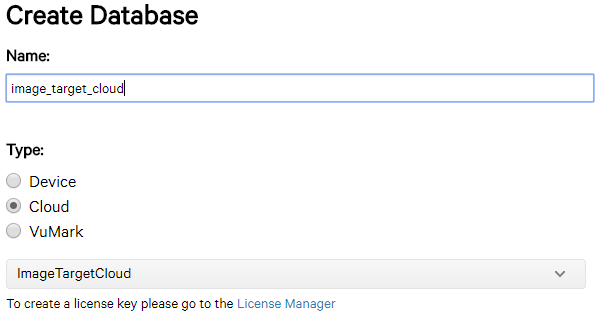 Create Database
Name:
image_target_cloud
Type:
Device
Cloud
VuMark
ImageTargetCloud
To create a license key please go to the License Manager